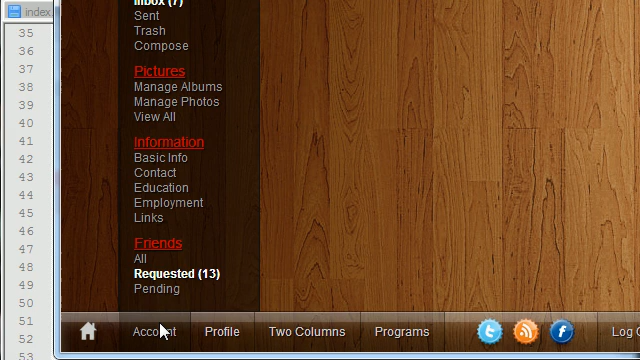 index.
Inbox (7)
Sent
Trash
Compose
Pictures
Manage Albums
Manage Photos
View All
Information
Basic Info
Contact
Education
Employment
Links
Friends
All
Requested (13)
Pending
Account Profile Two Columns Programs Log
35
36
37
38
39
40
41
42
43
44
45
46
47
48
49
50
51
52
53